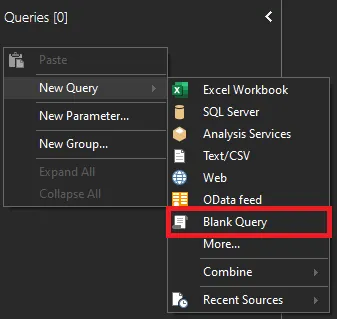 Queries [0]
Paste
New Query
New Parameter...
New Group...
Expand All
Collapse All
Excel Workbook
SQL Server
Analysis Services
Text/CSV
Web
OData feed
Blank Query
More...
Combine
Recent Sources